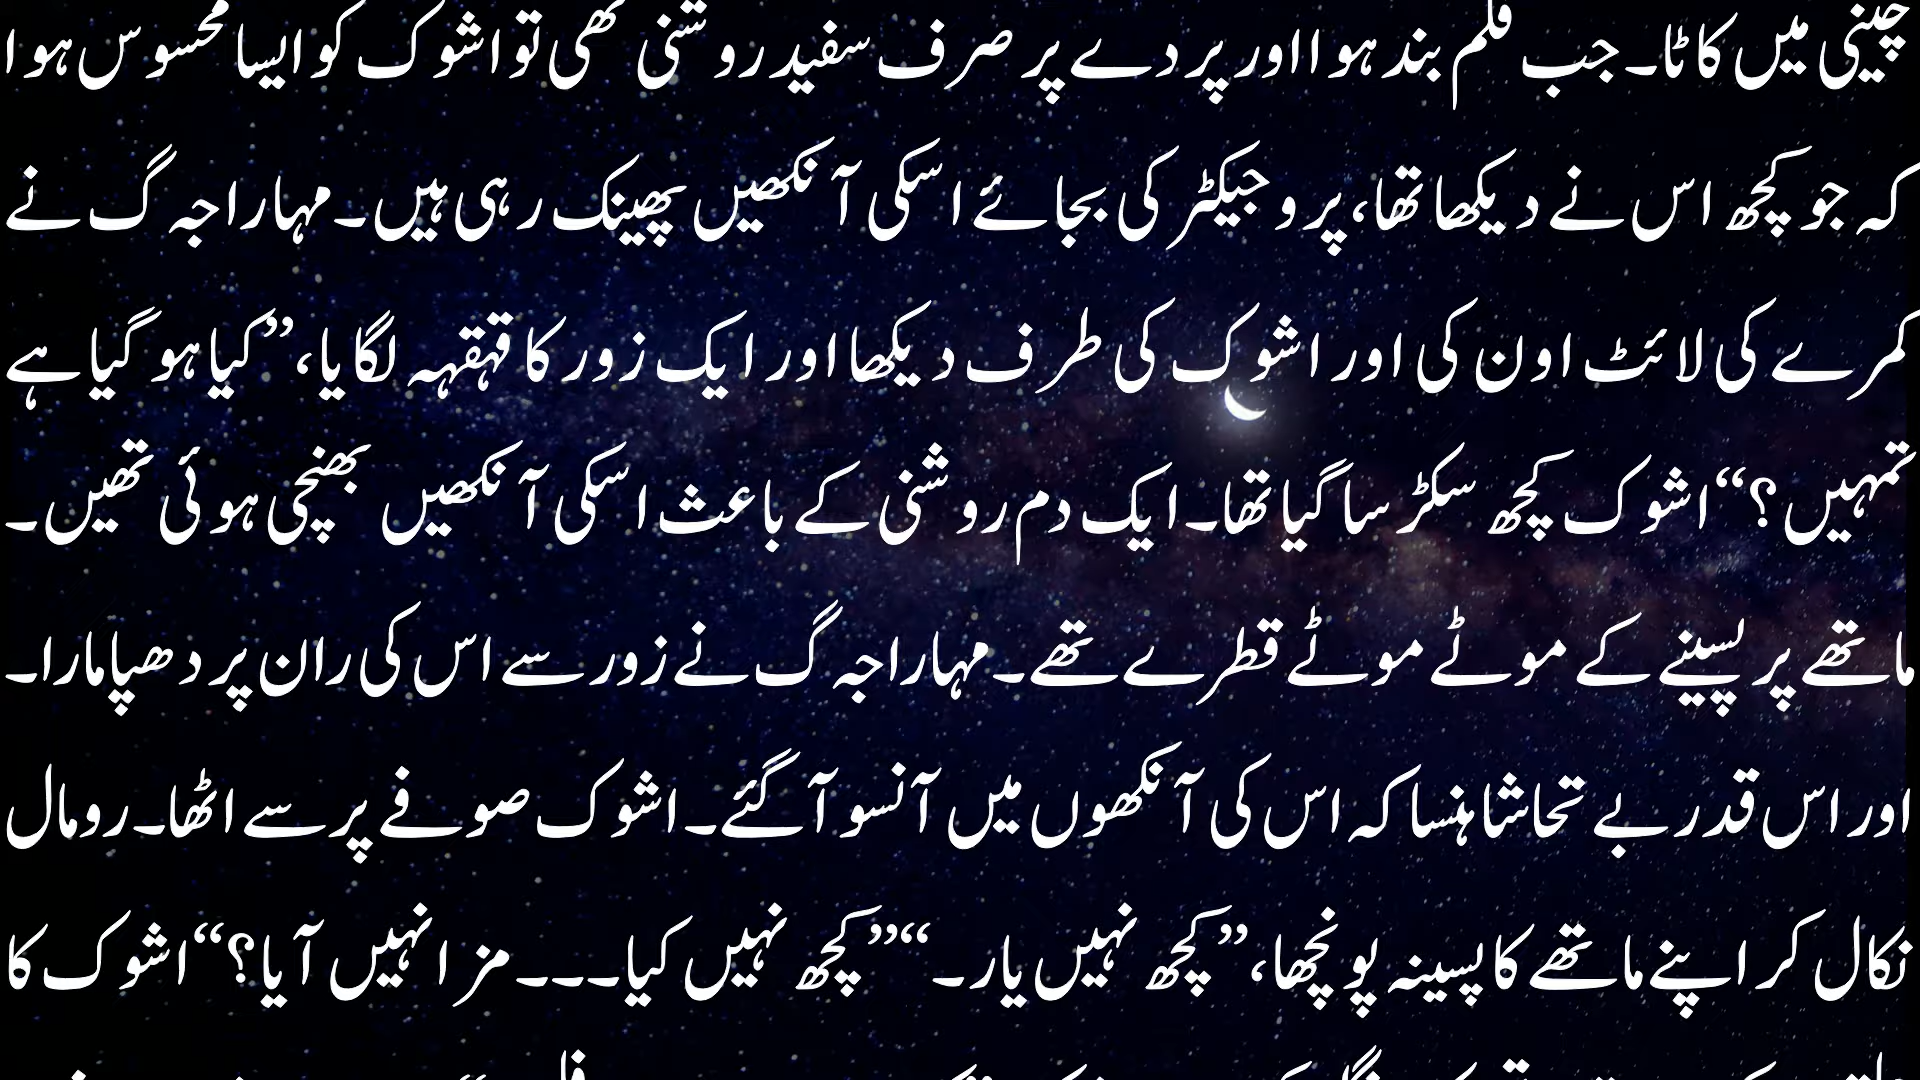 چینی میں کاٹا۔ جب فلم بند ہوا اور پردے پر صرف سفید روشنی تھی تو اشوک کو ایسا محسوس ہوا
کہ جو کچھ اس نے دیکھا تھا، پروجیکٹر کی بجائے اسکی آنکھیں پھینک رہی ہیں۔ مہاراجہ گ نے
کمرے کی لائٹ اون کی اور اشوک کی طرف دیکھا اور ایک زور کا قہقہہ لگایا، ”کیا ہو گیا ہے
تمہیں؟“ اشوک کچھ سکڑ سا گیا تھا۔ ایک دم روشنی کے باعث اسکی آنکھیں بھنچی ہوئی تھیں۔
ماتھے پر پسینے کے موٹے موٹے قطرے تھے۔ مہاراجہ گ نے زور سے اس کی ران پر دھپا مارا۔
اور اس قدر بے تحاشا ہنسا کہ اس کی آنکھوں میں آنسو آ گئے۔ اشوک صوفے پر سے اٹھا۔ رومال
نکال کر اپنے ماتھے کا پسینہ پونچھا، ”کچھ نہیں یار۔“ ”کچھ نہیں کیا۔۔۔ مزا نہیں آیا؟“ اشوک کا